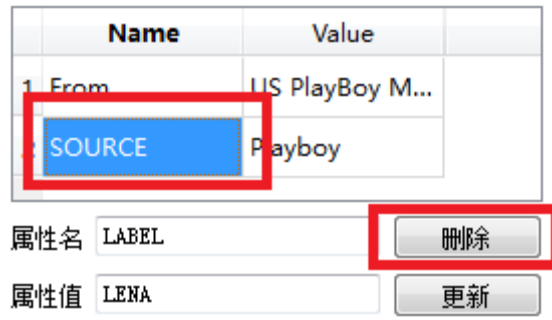 Name Value
1 From US PlayBoy M...
2 SOURCE Playboy
属性名 LABEL 删除
属性值 LENA 更新